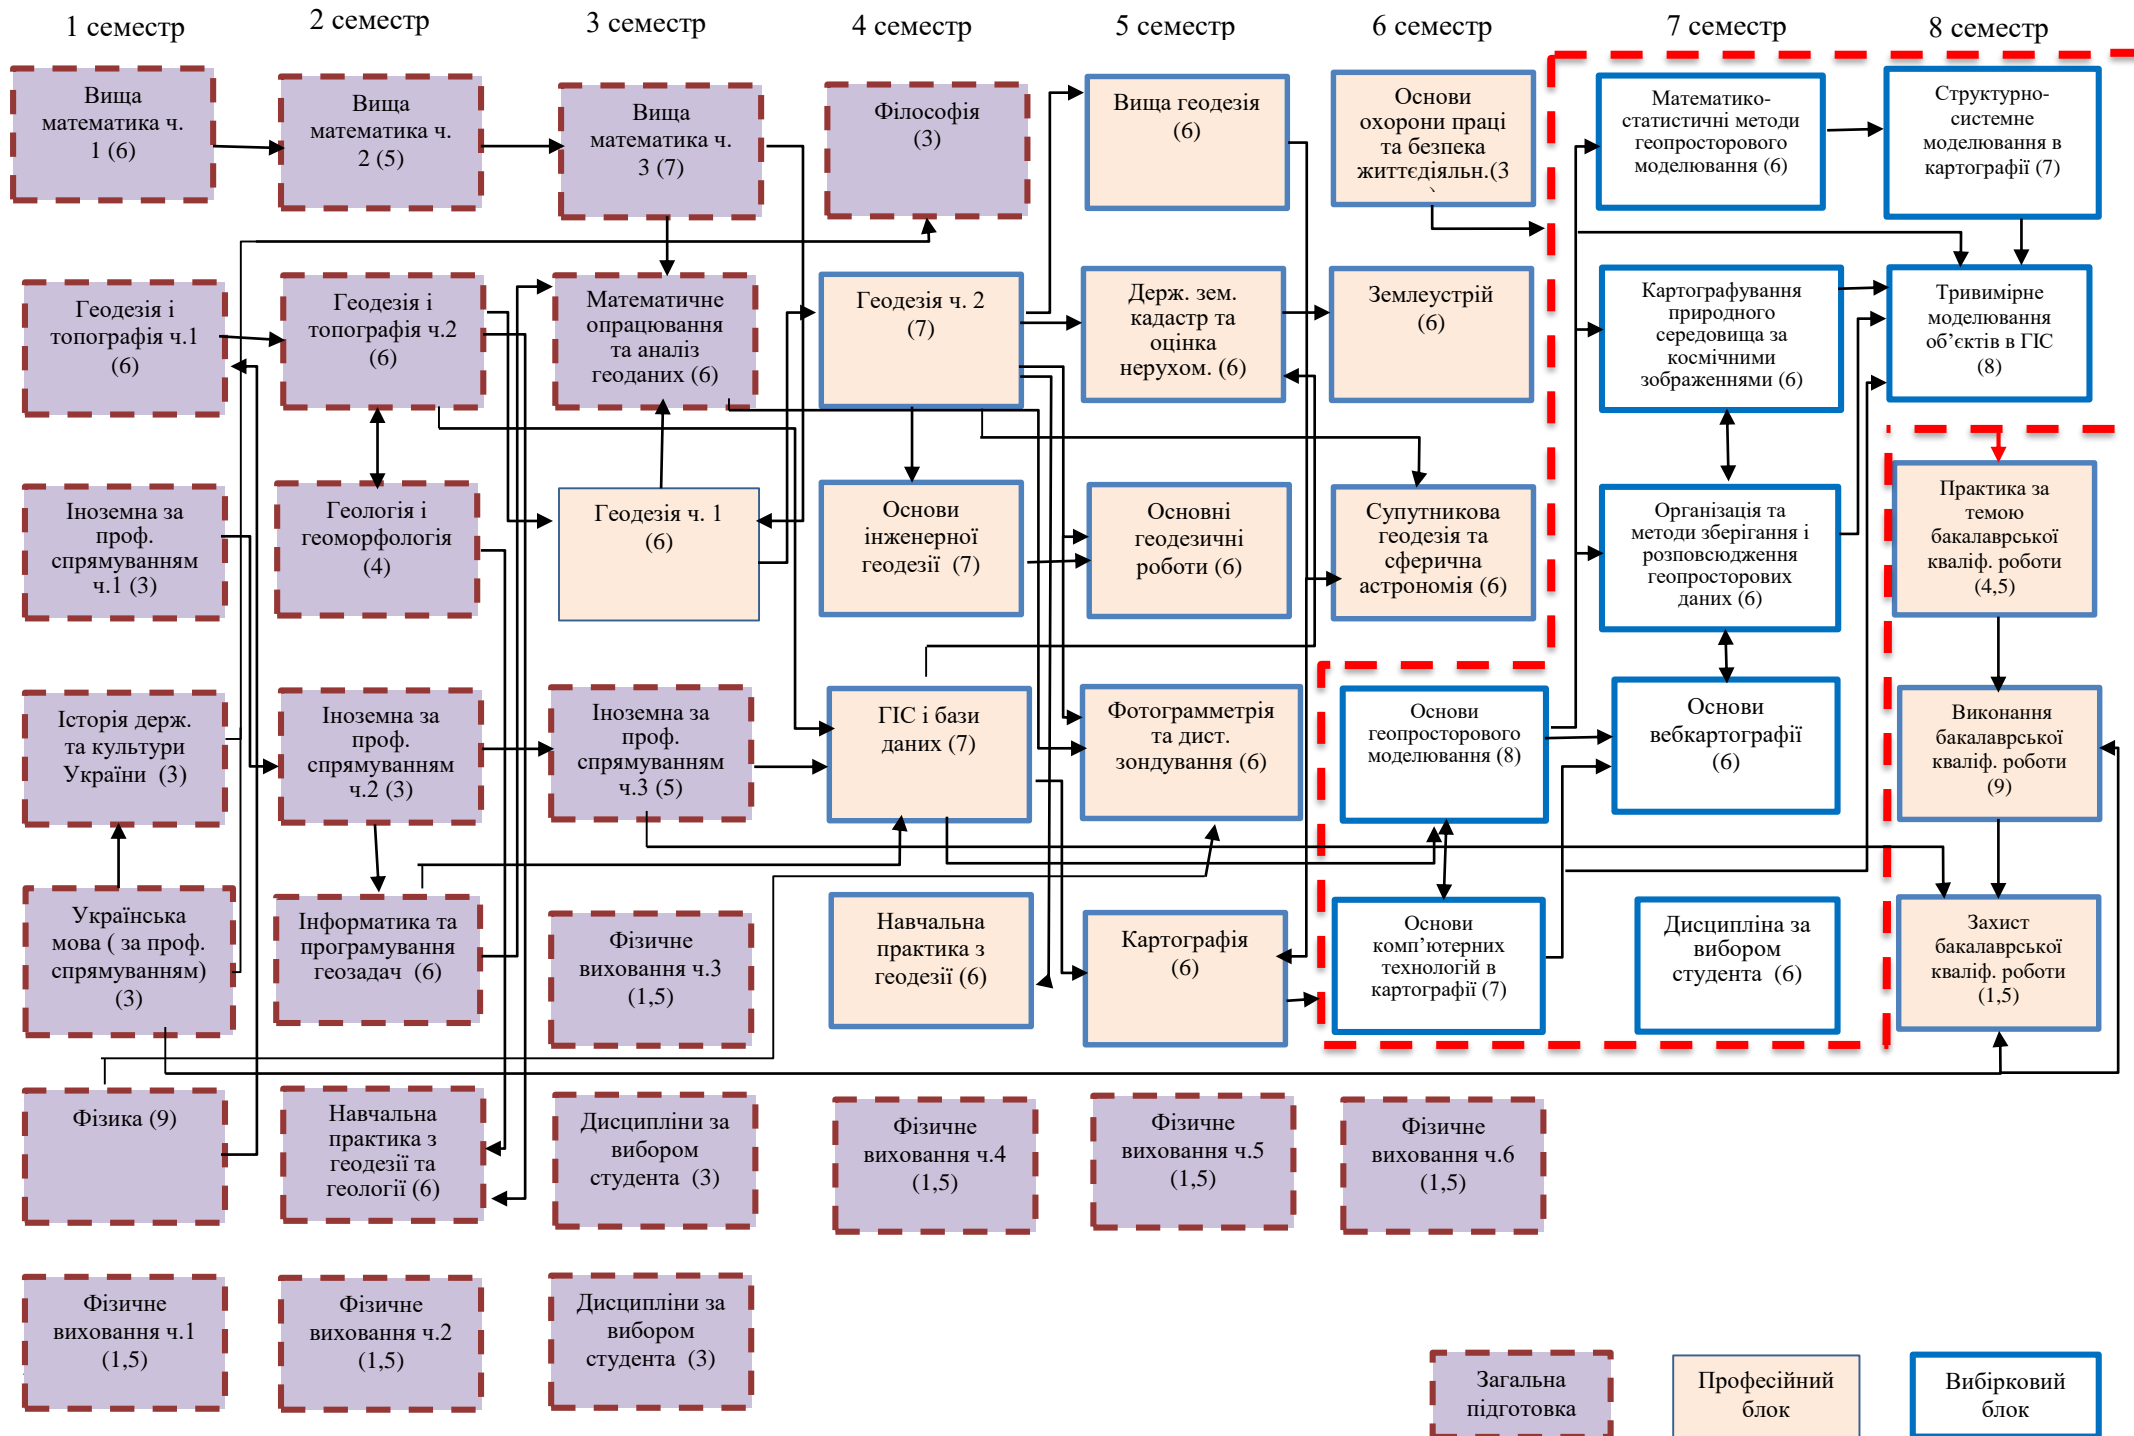 1 семестр
2 семестр
3 семестр
4 семестр
5 семестр
6 семестр
7 семестр
8 семестр
Вища
математика ч.
1 (6)
Вища
математика ч.
2 (5)
Вища
математика ч.
3 (7)
Філософія
(3)
Вища геодезія
(6)
Основи
охорони праці
та безпека
життєдіяльн.(3
)
Математико-
статистичні методи
геопросторового
моделювання (6)
Структурно-
системне
моделювання в
картографії (7)
Геодезія і
топографія ч.1
(6)
Геодезія і
топографія ч.2
(6)
Математичне
опрацювання
та аналіз
геоданих (6)
Геодезія ч. 2
(7)
Держ. зем.
кадастр та
оцінка
нерухом. (6)
Землеустрій
(6)
Картографування
природного
середовища за
космічними
зображеннями (6)
Тривимірне
моделювання
об’єктів в ГІС
(8)
Іноземна за
проф.
спрямуванням
ч.1 (3)
Геологія і
геоморфологія
(4)
Геодезія ч. 1
(6)
Основи
інженерної
геодезії (7)
Основні
геодезичні
роботи (6)
Супутникова
геодезія та
сферична
астрономія (6)
Організація та
методи зберігання і
розповсюдження
геопросторових
даних (6)
Практика за
темою
бакалаврської
кваліф. роботи
(4,5)
Історія держ.
та культури
України (3)
Іноземна за
проф.
спрямуванням
ч.2 (3)
Іноземна за
проф.
спрямуванням
ч.3 (5)
ГІС і бази
даних (7)
Фотограмметрія
та дист.
зондування (6)
Основи
геопросторового
моделювання (8)
Основи
вебкартографії
(6)
Виконання
бакалаврської
кваліф. роботи
(9)
Українська
мова ( за проф.
спрямуванням)
(3)
Інформатика та
програмування
геозадач (6)
Фізичне
виховання ч.3
(1,5)
Навчальна
практика з
геодезії (6)
Картографія
(6)
Основи
комп’ютерних
технологій в
картографії (7)
Дисципліна за
вибором
студента (6)
Захист
бакалаврської
кваліф. роботи
(1,5)
Фізика (9)
Навчальна
практика з
геодезії та
геології (6)
Дисципліни за
вибором
студента (3)
Фізичне
виховання ч.4
(1,5)
Фізичне
виховання ч.5
(1,5)
Фізичне
виховання ч.6
(1,5)
Фізичне
виховання ч.1
(1,5)
Фізичне
виховання ч.2
(1,5)
Дисципліни за
вибором
студента (3)
Загальна
підготовка
Професійний
блок
Вибірковий
блок